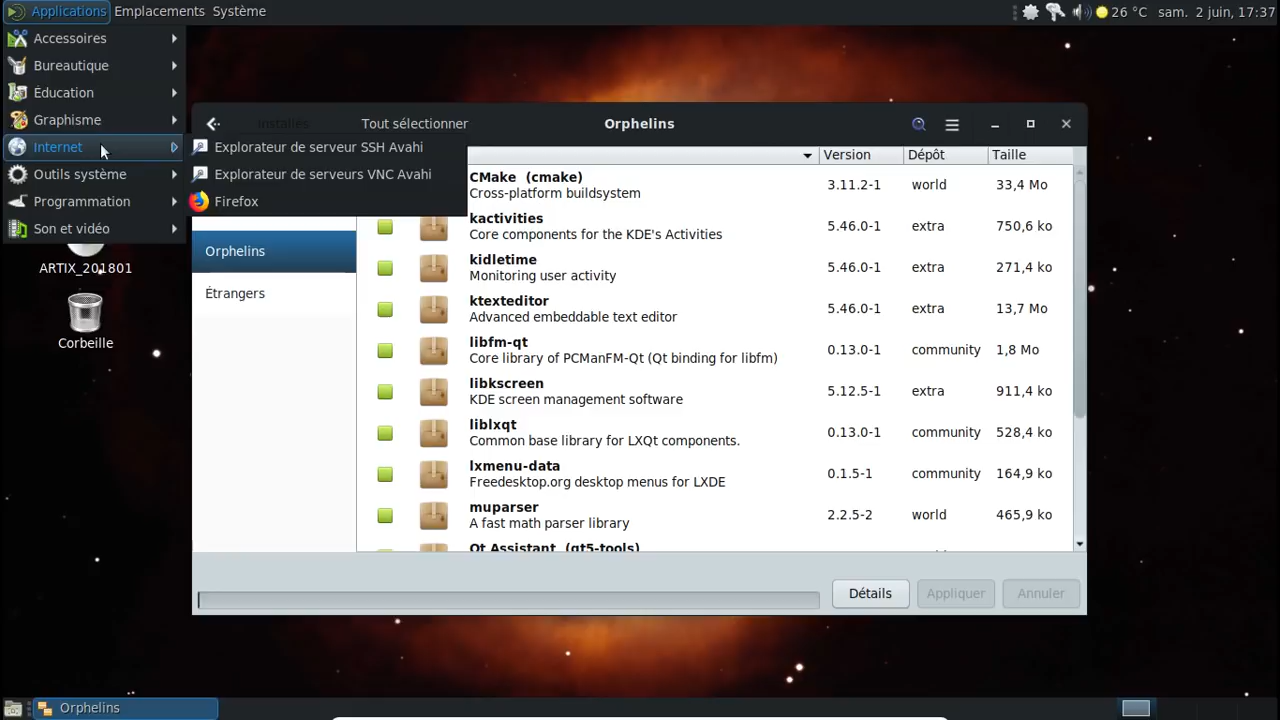 Applications Emplacements Système 26 °C sam. 2 juin, 17:37
Accessoires
Bureautique
Éducation
Graphisme
Internet
Outils système
Programmation
Son et vidéo
Explorateur de serveur SSH Avahi
Explorateur de serveurs VNC Avahi
Firefox
ARTIX_201801
Corbeille
Installés Tout sélectionner Orphelins
Version Dépôt Taille
Orphelins
Étrangers
CMake (cmake) 3.11.2-1 world 33,4 Mo
Cross-platform buildsystem
kactivities 5.46.0-1 extra 750,6 ko
Core components for the KDE's Activities
kidletime 5.46.0-1 extra 271,4 ko
Monitoring user activity
ktexteditor 5.46.0-1 extra 13,7 Mo
Advanced embeddable text editor
libfm-qt 0.13.0-1 community 1,8 Mo
Core library of PCManFM-Qt (Qt binding for libfm)
libkscreen 5.12.5-1 extra 911,4 ko
KDE screen management software
liblxqt 0.13.0-1 community 528,4 ko
Common base library for LXQt components.
lxmenu-data 0.1.5-1 community 164,9 ko
Freedesktop.org desktop menus for LXDE
muparser 2.2.5-2 world 465,9 ko
A fast math parser library
Qt Assistant (qt5-tools)
Détails Appliquer Annuler
Orphelins